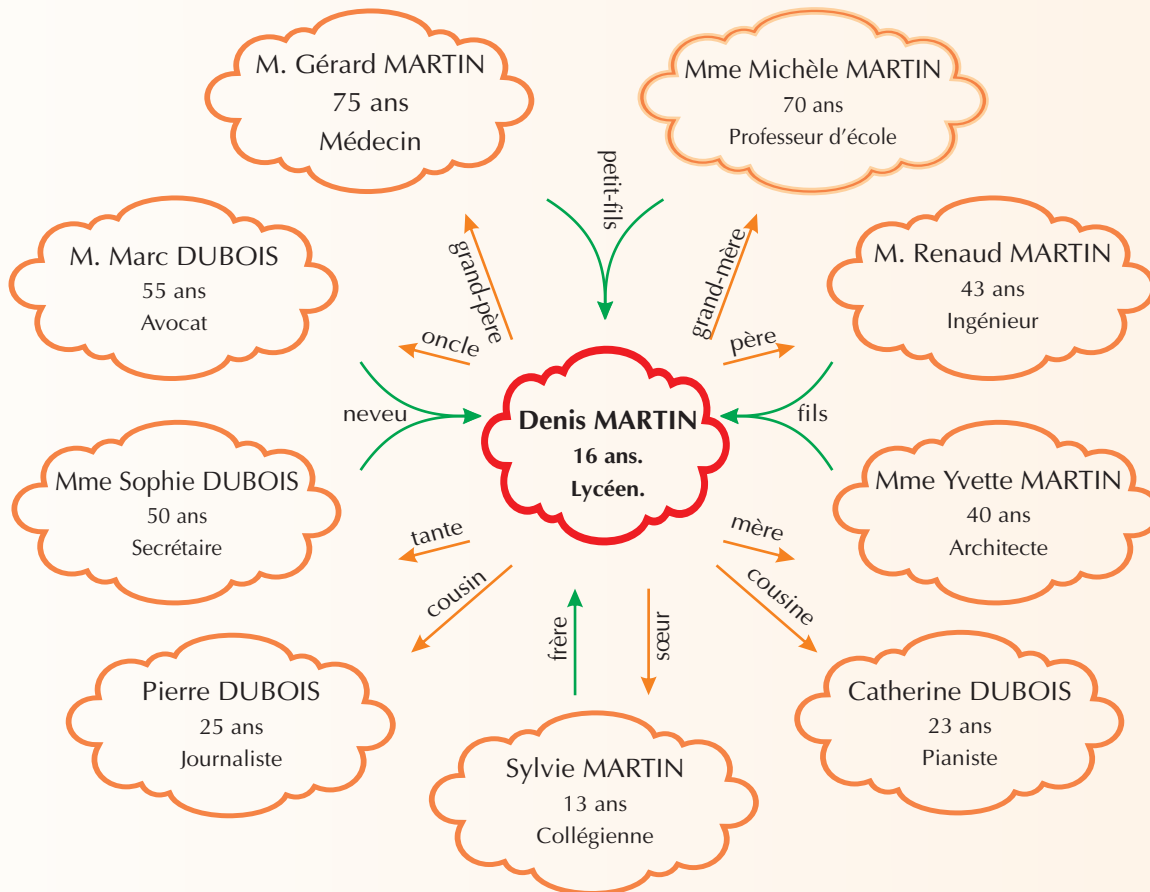 M. Gérard MARTIN
75 ans
Médecin
Mme Michèle MARTIN
70 ans
Professeur d'école
petit-fils
grand-père
grand-mère
M. Marc DUBOIS
55 ans
Avocat
oncle
père
M. Renaud MARTIN
43 ans
Ingénieur
neveu
Denis MARTIN
16 ans.
Lycéen.
fils
Mme Sophie DUBOIS
50 ans
Secrétaire
Mme Yvette MARTIN
40 ans
Architecte
tante
mère
cousin
cousine
frère
sœur
Pierre DUBOIS
25 ans
Journaliste
Sylvie MARTIN
13 ans
Collégienne
Catherine DUBOIS
23 ans
Pianiste